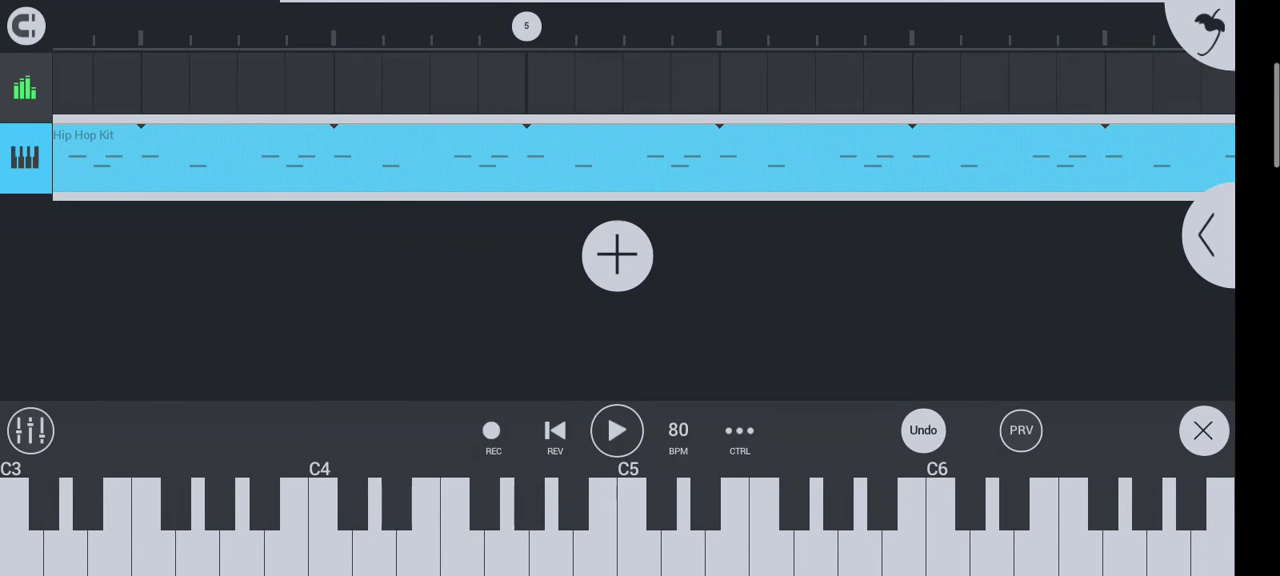 5
Hip Hop Kit
80
Undo
PRV
REC
REV
BPM
CTRL
C3
C4
C5
C6